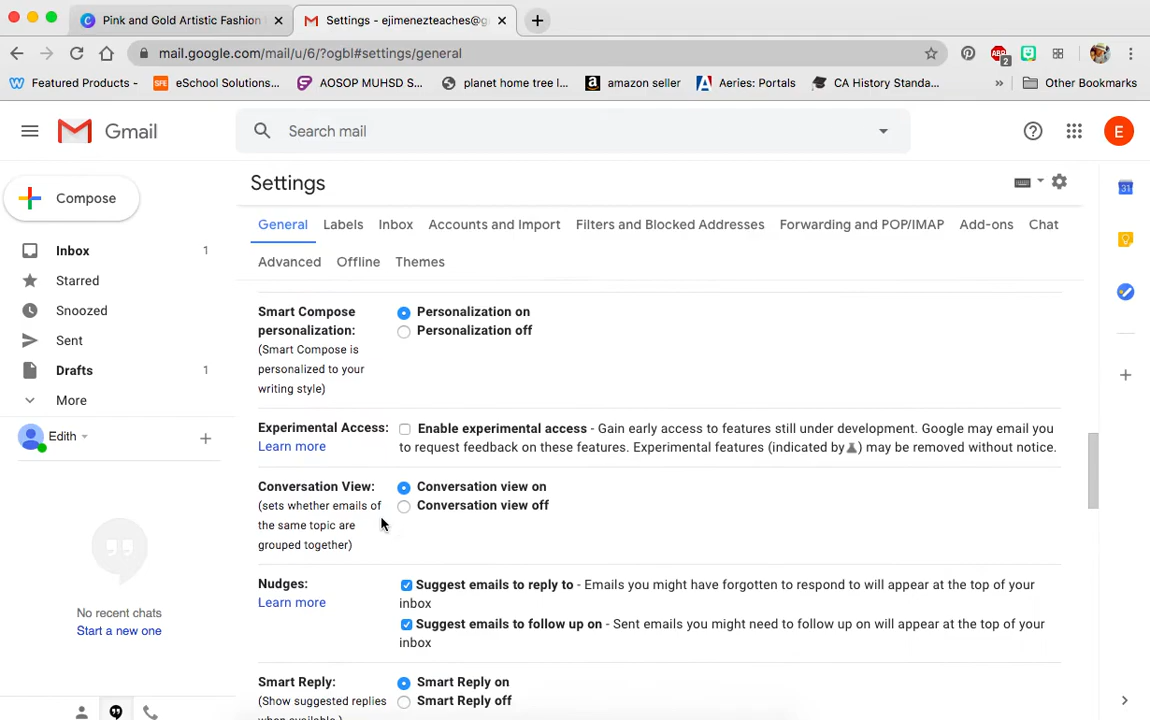 Pink and Gold Artistic Fashion
Settings - ejimenezteaches@g
mail.google.com/mail/u/6/?ogbl#settings/general
ABP
2
Featured Products -
SFE
eSchool Solutions...
AOSOP MUHSD S...
planet home tree l...
amazon seller
Aeries: Portals
CA History Standa...
»
Other Bookmarks
Gmail
Search mail
E
Compose
Settings
31
General
Labels
Inbox
Accounts and Import
Filters and Blocked Addresses
Forwarding and POP/IMAP
Add-ons
Chat
Advanced
Offline
Themes
Inbox 1
Starred
Snoozed
Sent
Drafts 1
More
Edith
No recent chats
Start a new one
Smart Compose
personalization:
(Smart Compose is
personalized to your
writing style)
Personalization on
Personalization off
Experimental Access:
Learn more
Enable experimental access - Gain early access to features still under development. Google may email you
to request feedback on these features. Experimental features (indicated by ) may be removed without notice.
Conversation View:
(sets whether emails of
the same topic are
grouped together)
Conversation view on
Conversation view off
Nudges:
Learn more
Suggest emails to reply to - Emails you might have forgotten to respond to will appear at the top of your
inbox
Suggest emails to follow up on - Sent emails you might need to follow up on will appear at the top of your
inbox
Smart Reply:
(Show suggested replies
when available.)
Smart Reply on
Smart Reply off